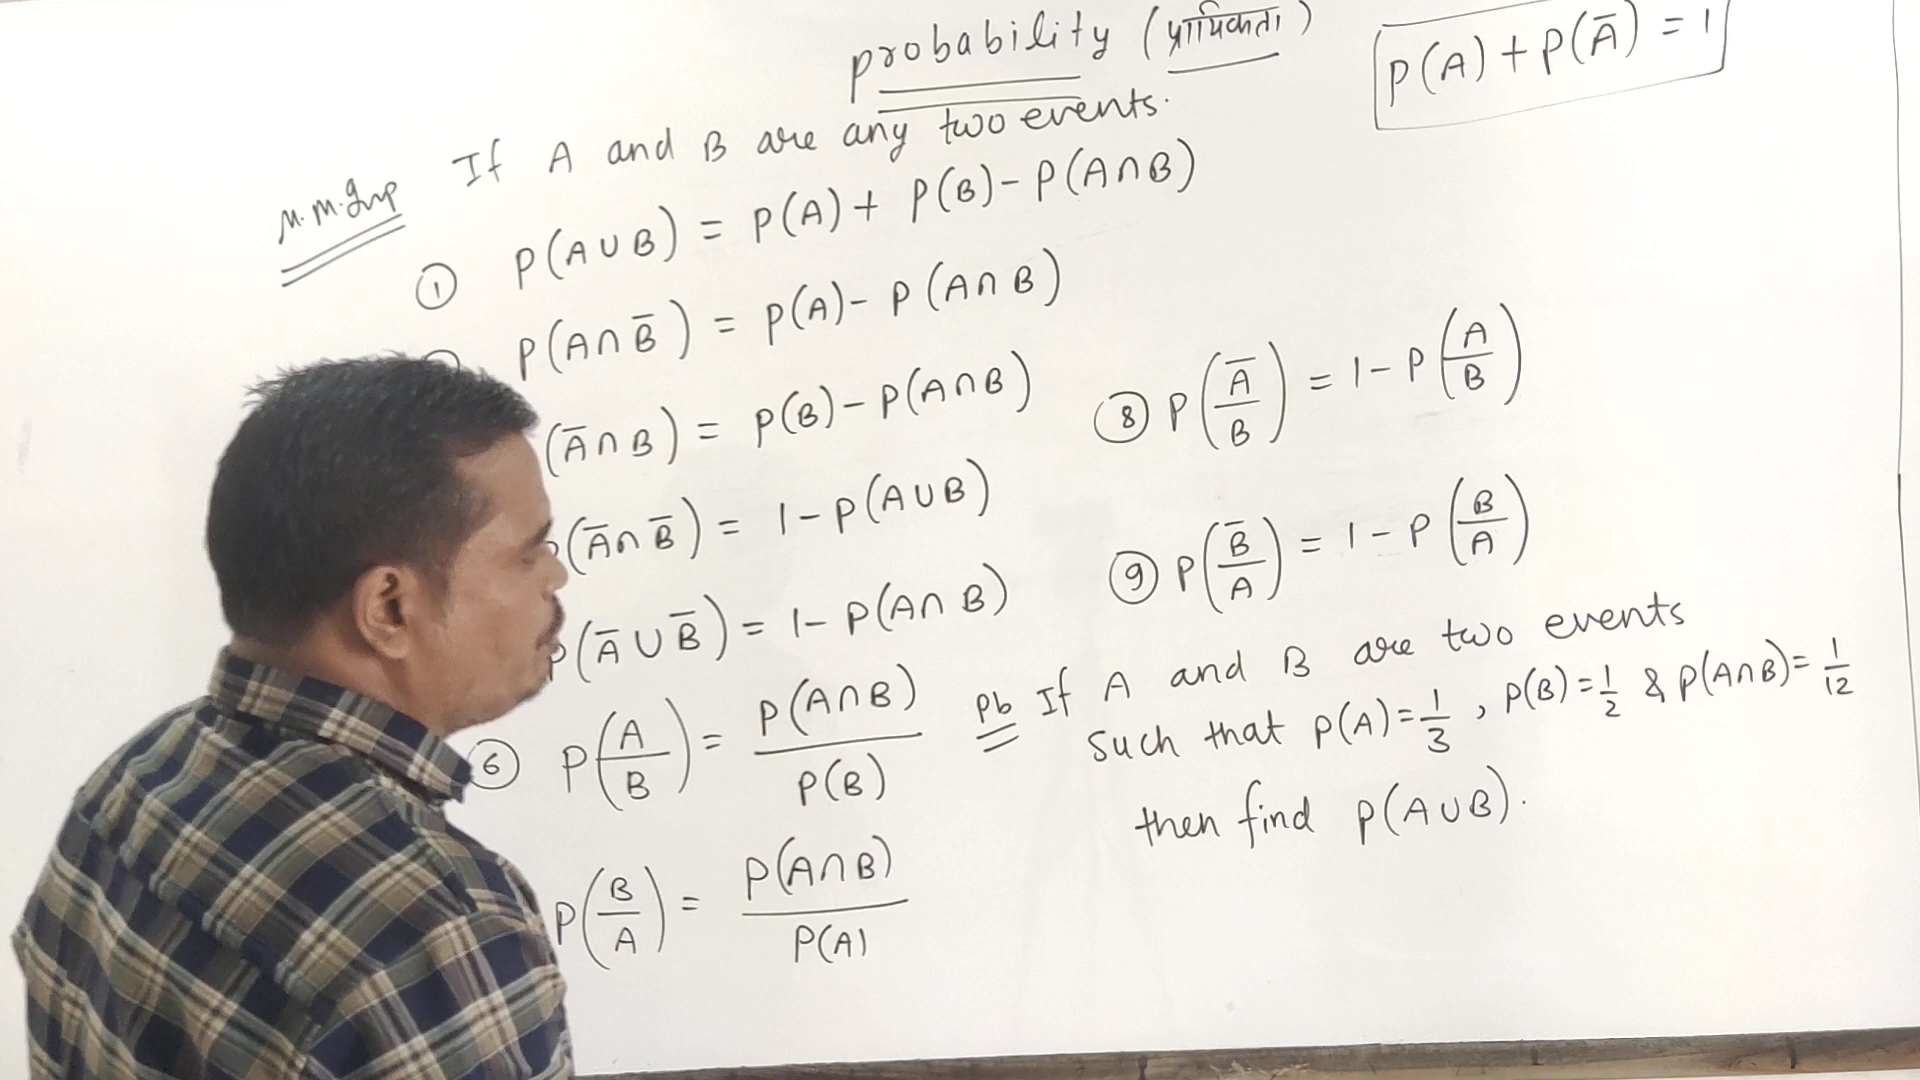 probability (प्रायिकता)
P(A) + P(Ā) = 1
If A and B are any two events.
M.M.Imp
① P(A∪B) = P(A) + P(B) - P(A∩B)
P(A∩B̄) = P(A) - P(A∩B)
(Ā∩B) = P(B) - P(A∩B)
P(Ā∩B̄) = 1 - P(A∪B)
P(Ā∪B̄) = 1 - P(A∩B)
⑥ P(A/B) = P(A∩B)/P(B)
P(B/A) = P(A∩B)/P(A)
⑧ P(Ā/B) = 1 - P(A/B)
⑨ P(B̄/A) = 1 - P(B/A)
Pb If A and B are two events
such that P(A) = 1/3, P(B) = 1/2 & P(A∩B) = 1/12
then find P(A∪B).